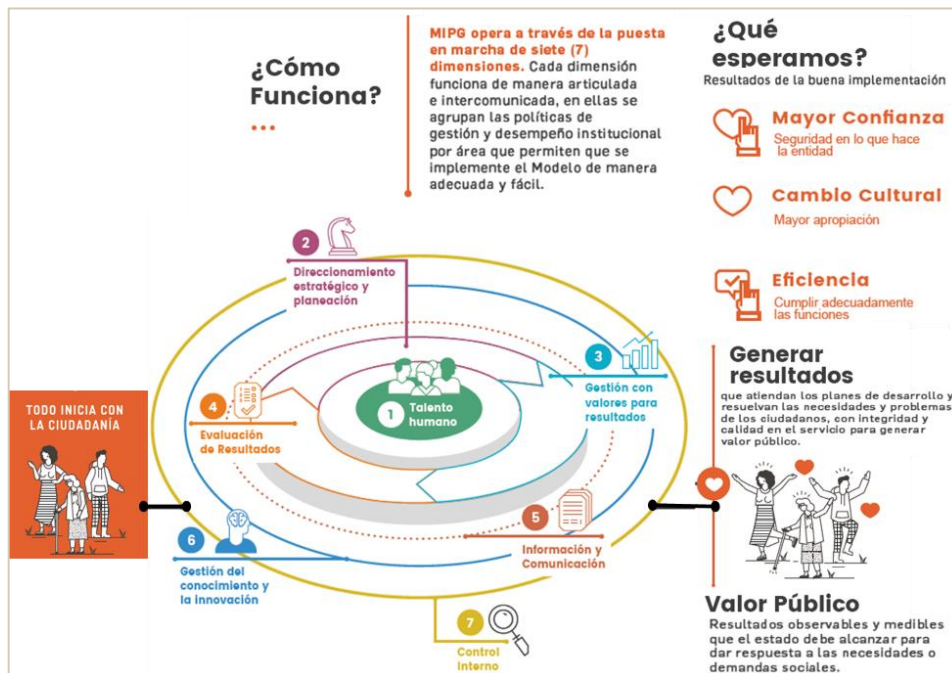 ¿Cómo
Funciona?
...
MIPG opera a través de la puesta
en marcha de siete (7)
dimensiones. Cada dimensión
funciona de manera articulada
e intercomunicada, en ellas se
agrupan las políticas de
gestión y desempeño institucional
por área que permiten que se
implemente el Modelo de manera
adecuada y fácil.
¿Qué
esperamos?
Resultados de la buena implementación
Mayor Confianza
Seguridad en lo que hace
la entidad
Cambio Cultural
Mayor apropiación
Eficiencia
Cumplir adecuadamente
las funciones
TODO INICIA CON
LA CIUDADANÍA
1
Talento
humano
2
Direccionamiento
estratégico y
planeación
3
Gestión con
valores para
resultados
4
Evaluación
de Resultados
5
Información y
Comunicación
6
Gestión del
conocimiento y
la innovación
7
Control
Interno
Generar
resultados
que atiendan los planes de desarrollo y
resuelvan las necesidades y problemas
de los ciudadanos, con integridad y
calidad en el servicio para generar
valor público.
Valor Público
Resultados observables y medibles
que el estado debe alcanzar para
dar respuesta a las necesidades o
demandas sociales.